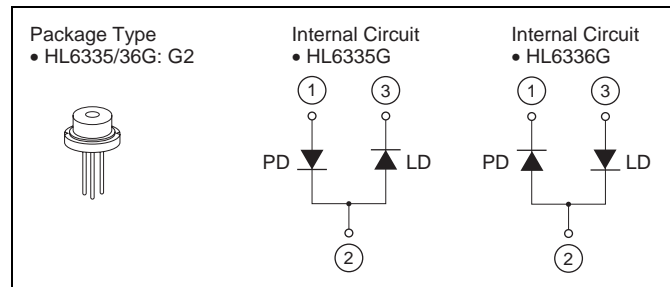 Package Type
• HL6335/36G: G2
Internal Circuit
• HL6335G
1 3
PD LD
2
Internal Circuit
• HL6336G
1 3
PD LD
2